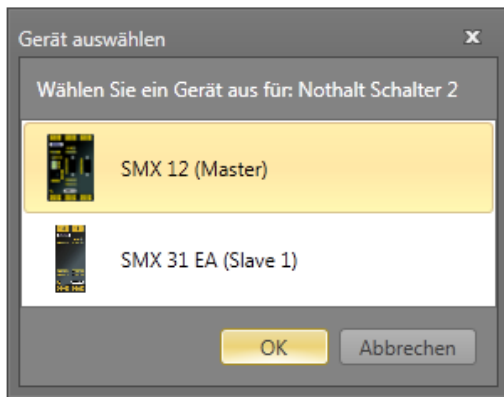 Gerät auswählen
Wählen Sie ein Gerät aus für: Nothalt Schalter 2
SMX 12 (Master)
SMX 31 EA (Slave 1)
OK
Abbrechen